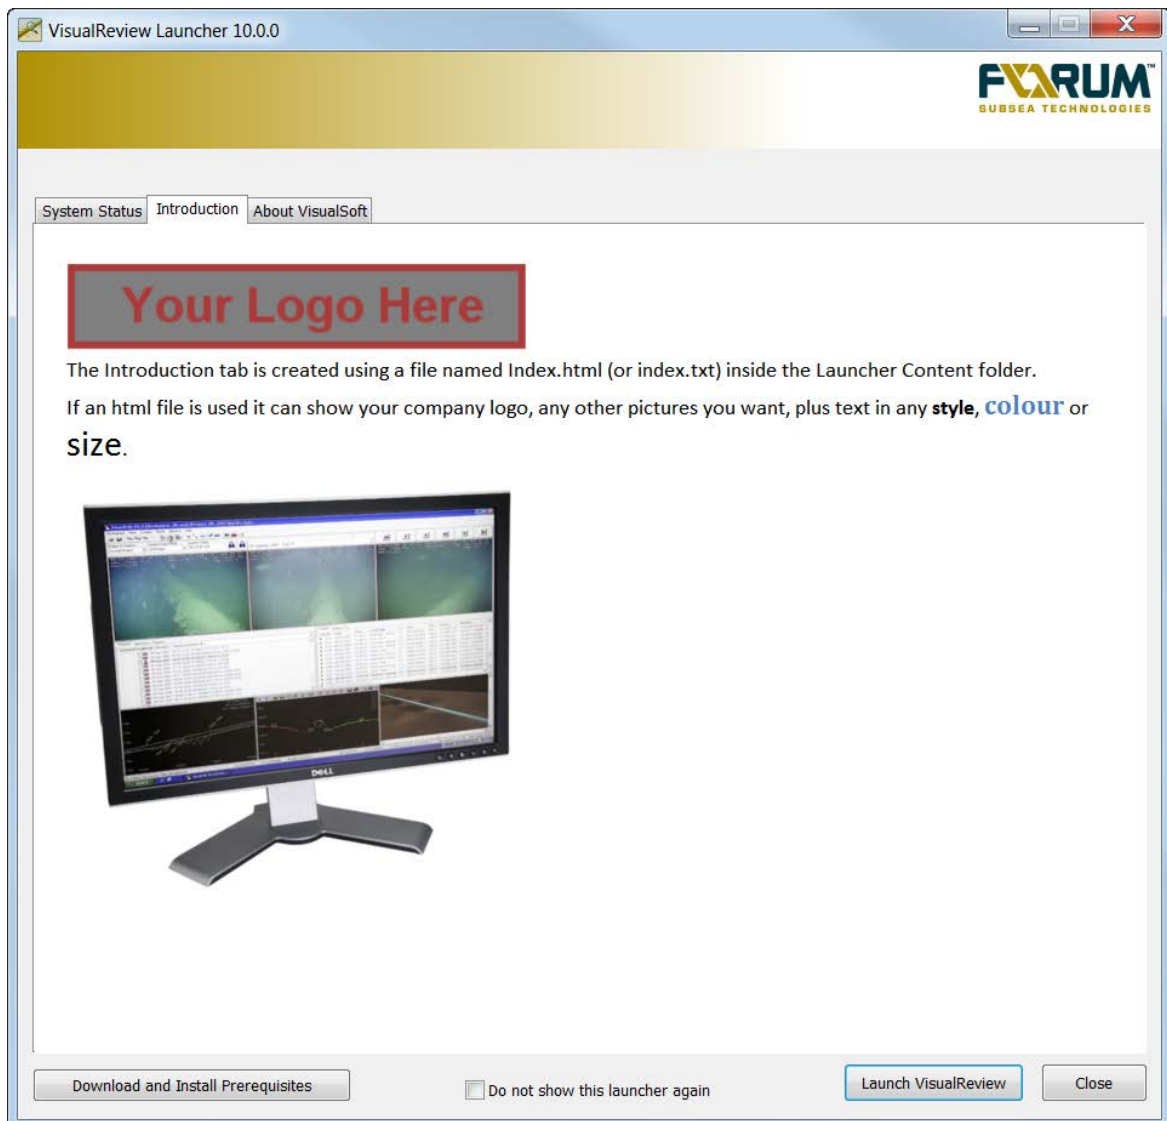 VisualReview Launcher 10.0.0
FORUM™
SUBSEA TECHNOLOGIES
System Status
Introduction
About VisualSoft
Your Logo Here
The Introduction tab is created using a file named Index.html (or index.txt) inside the Launcher Content folder.
If an html file is used it can show your company logo, any other pictures you want, plus text in any style, colour or
size.
DELL
Download and Install Prerequisites
Do not show this launcher again
Launch VisualReview
Close